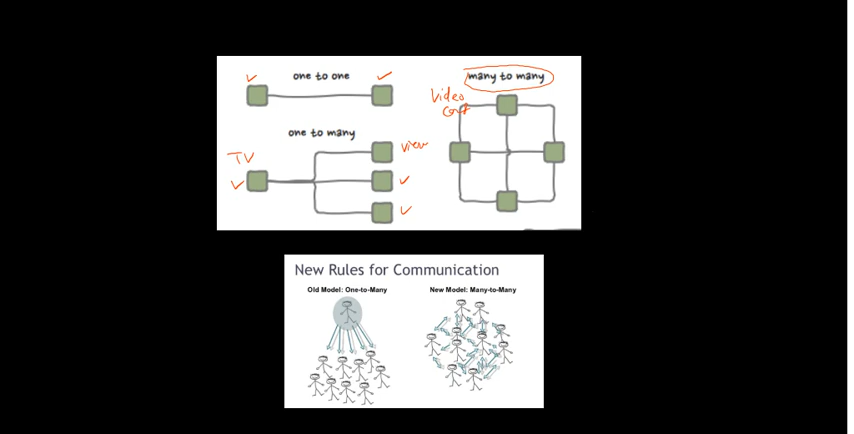 one to one
many to many
Video
conf
one to many
View
TV
New Rules for Communication
Old Model: One-to-Many
New Model: Many-to-Many